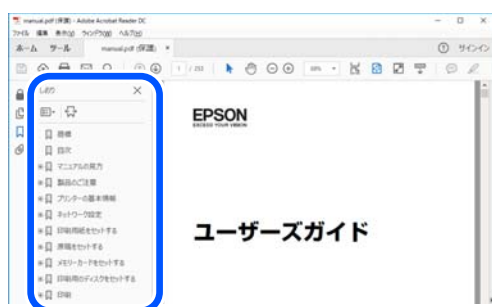 manual.pdf (保護) - Adobe Acrobat Reader DC
ファイル 編集 表示(V) ウィンドウ(W) ヘルプ(H)
ホーム ツール manual.pdf (保護) × サインイン
1 / 251
しおり
商標
目次
マニュアルの見方
製品のご注意
プリンターの基本情報
ネットワーク設定
印刷用紙をセットする
原稿をセットする
メモリーカードをセットする
印刷用のディスクをセットする
印刷
EPSON
EXCEED YOUR VISION
ユーザーズガイド